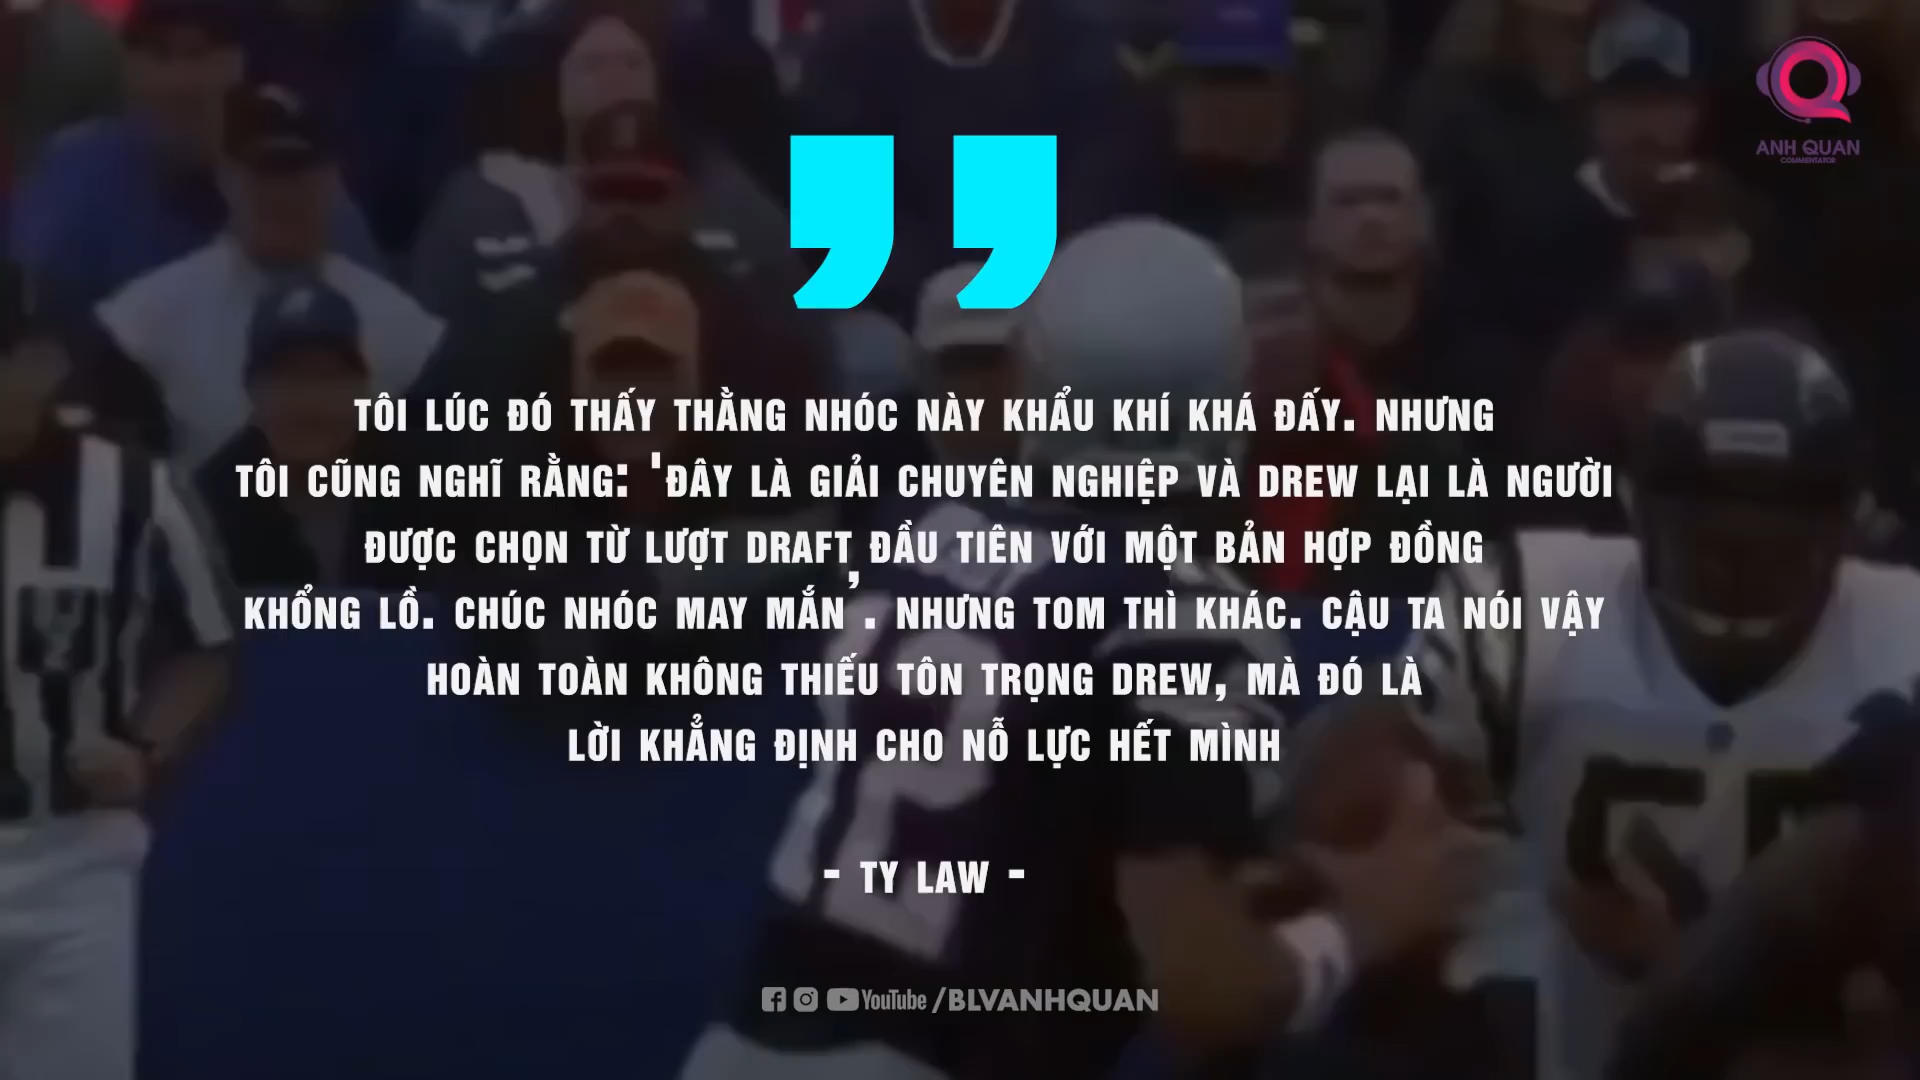 ANH QUAN
COMMENTATOR
TÔI LÚC ĐÓ THẤY THẰNG NHÓC NÀY KHẨU KHÍ KHÁ ĐẤY. NHƯNG
TÔI CŨNG NGHĨ RẰNG: 'ĐÂY LÀ GIẢI CHUYÊN NGHIỆP VÀ DREW LẠI LÀ NGƯỜI
ĐƯỢC CHỌN TỪ LƯỢT DRAFT ĐẦU TIÊN VỚI MỘT BẢN HỢP ĐỒNG
KHỔNG LỒ. CHÚC NHÓC MAY MẮN’. NHƯNG TOM THÌ KHÁC. CẬU TA NÓI VẬY
HOÀN TOÀN KHÔNG THIẾU TÔN TRỌNG DREW, MÀ ĐÓ LÀ
LỜI KHẲNG ĐỊNH CHO NỖ LỰC HẾT MÌNH
- TY LAW -
YouTube /BLVANHQUAN